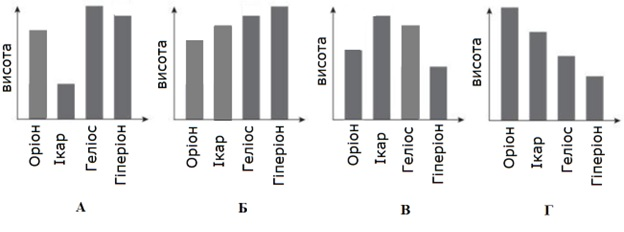 висота
Оріон
Ікар
Геліос
Гіперіон
А
висота
Оріон
Ікар
Геліос
Гіперіон
Б
висота
Оріон
Ікар
Геліос
Гіперіон
В
висота
Оріон
Ікар
Геліос
Гіперіон
Г